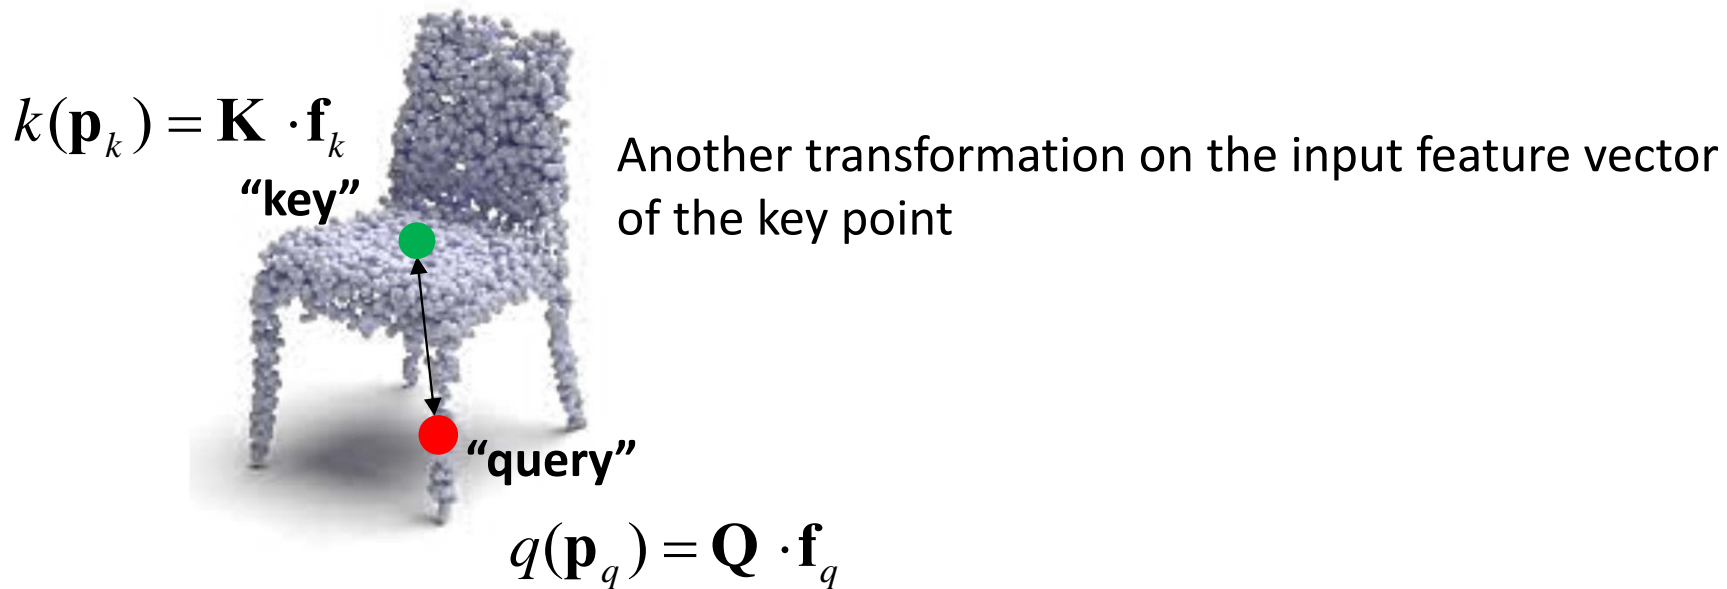 k(p_k) = K · f_k
"key"
Another transformation on the input feature vector
of the key point
"query"
q(p_q) = Q · f_q